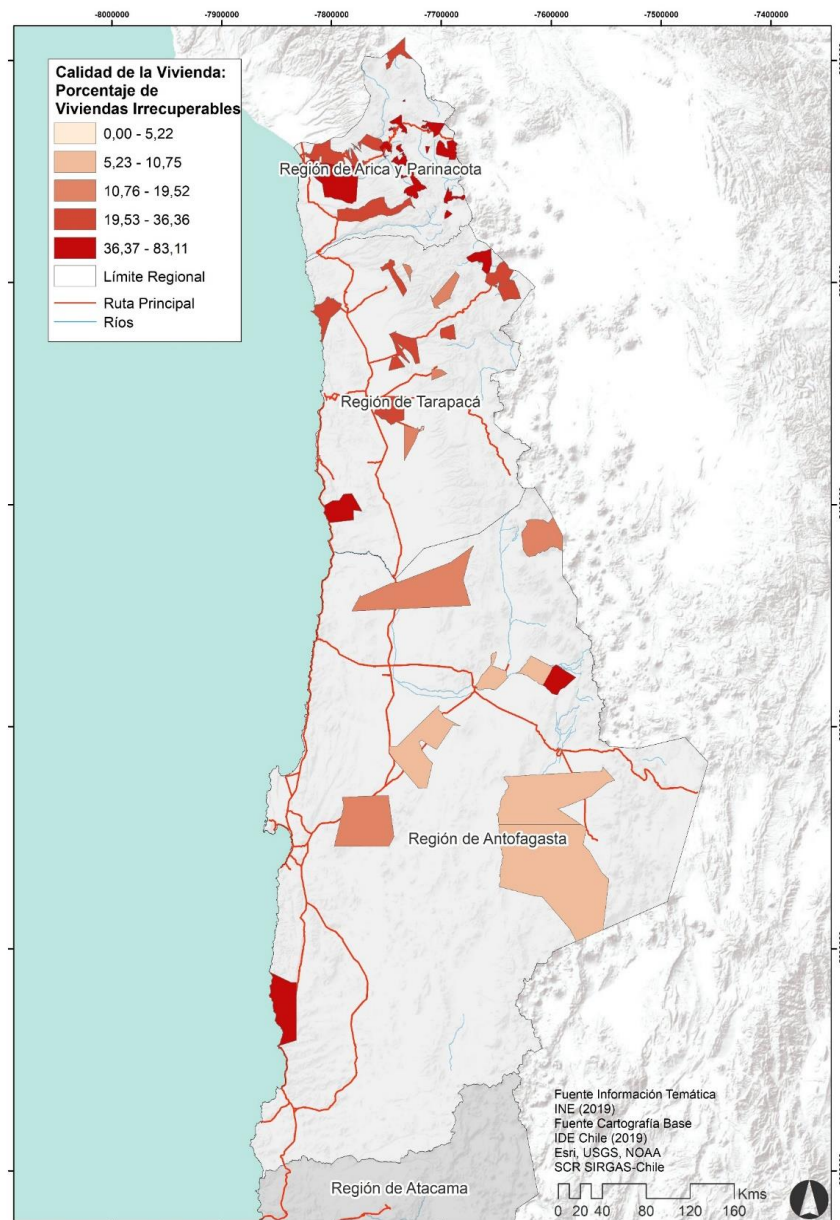 -8000000 -7900000 -7800000 -7700000 -7600000 -7500000 -7400000
Calidad de la Vivienda:
Porcentaje de
Viviendas Irrecuperables
0,00 - 5,22
5,23 - 10,75
10,76 - 19,52
19,53 - 36,36
36,37 - 83,11
Límite Regional
Ruta Principal
Ríos
Región de Arica y Parinacota
Región de Tarapacá
Región de Antofagasta
Región de Atacama
Fuente Información Temática
INE (2019)
Fuente Cartografía Base
IDE Chile (2019)
Esri, USGS, NOAA
SCR SIRGAS-Chile
Kms
0 20 40 80 120 160